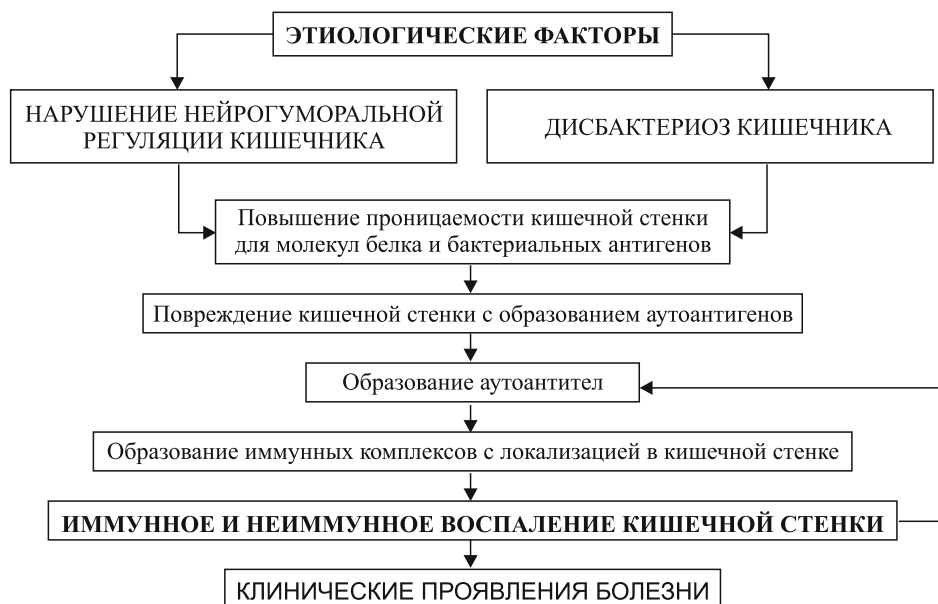 ЭТИОЛОГИЧЕСКИЕ ФАКТОРЫ
НАРУШЕНИЕ НЕЙРОГУМОРАЛЬНОЙ
РЕГУЛЯЦИИ КИШЕЧНИКА
ДИСБАКТЕРИОЗ КИШЕЧНИКА
Повышение проницаемости кишечной стенки
для молекул белка и бактериальных антигенов
Повреждение кишечной стенки с образованием аутоантигенов
Образование аутоантител
Образование иммунных комплексов с локализацией в кишечной стенке
ИММУННОЕ И НЕИММУННОЕ ВОСПАЛЕНИЕ КИШЕЧНОЙ СТЕНКИ
КЛИНИЧЕСКИЕ ПРОЯВЛЕНИЯ БОЛЕЗНИ